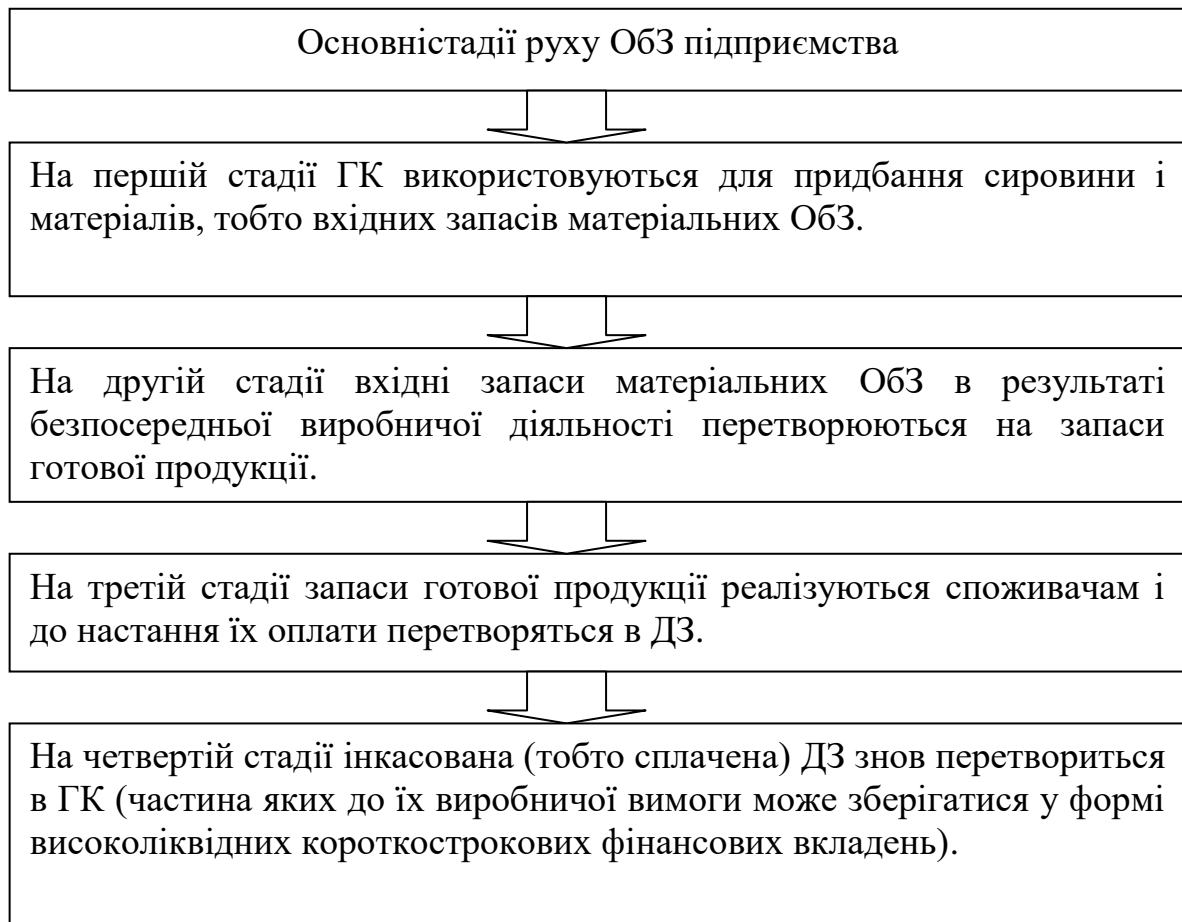 Основністадії руху ОбЗ підприємства
На першій стадії ГК використовуються для придбання сировини і
матеріалів, тобто вхідних запасів матеріальних ОбЗ.
На другій стадії вхідні запаси матеріальних ОбЗ в результаті
безпосередньої виробничої діяльності перетворюються на запаси
готової продукції.
На третій стадії запаси готової продукції реалізуються споживачам і
до настання їх оплати перетворяться в ДЗ.
На четвертій стадії інкасована (тобто сплачена) ДЗ знов перетвориться
в ГК (частина яких до їх виробничої вимоги може зберігатися у формі
високоліквідних короткострокових фінансових вкладень).